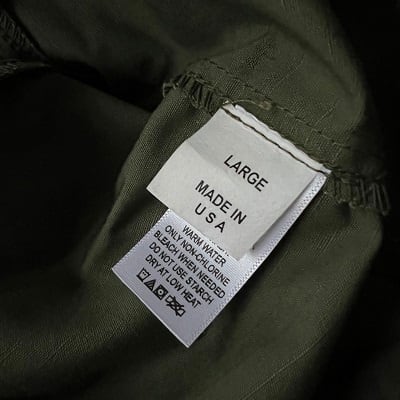 LARGE
MADE IN
USA
WARM WATER
ONLY NON-CHLORINE
BLEACH WHEN NEEDED
DO NOT USE STARCH
DRY AT LOW HEAT